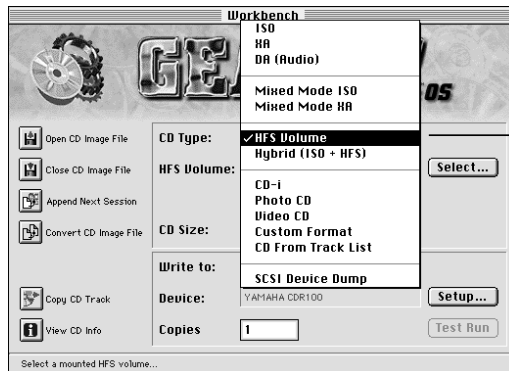 Workbench
GEA
OS
ISO
XA
DA (Audio)
Mixed Mode ISO
Mixed Mode XA
✓HFS Volume
Hybrid (ISO + HFS)
CD-i
Photo CD
Video CD
Custom Format
CD From Track List
SCSI Device Dump
Open CD Image File
Close CD Image File
Append Next Session
Convert CD Image File
Copy CD Track
View CD Info
CD Type:
HFS Volume:
Select...
CD Size:
Write to:
Device:
YAMAHA CDR100
Setup...
Copies
1
Test Run
Select a mounted HFS volume...